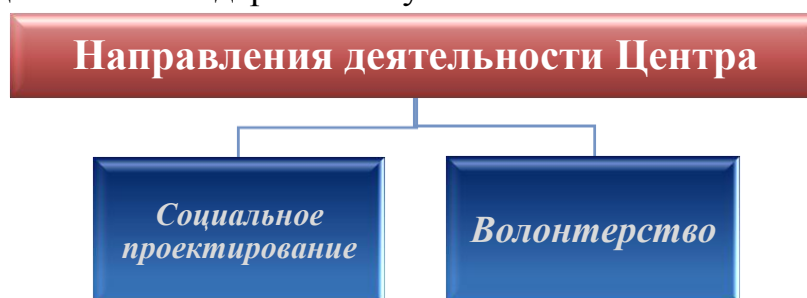 Направления деятельности Центра
Социальное
проектирование
Волонтерство